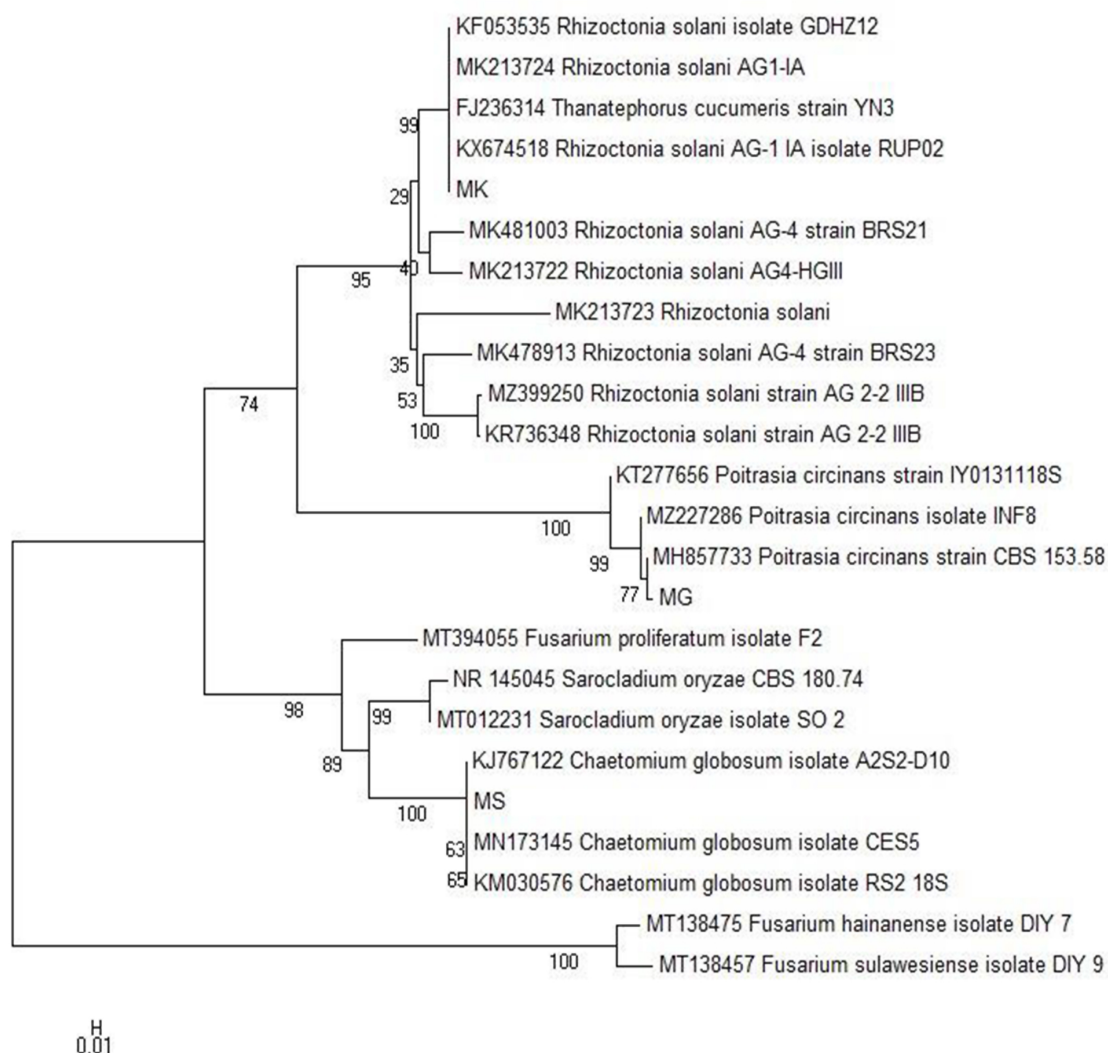 KF053535 Rhizoctonia solani isolate GDHZ12
MK213724 Rhizoctonia solani AG1-IA
FJ236314 Thanatephorus cucumeris strain YN3
99
KX674518 Rhizoctonia solani AG-1 IA isolate RUP02
MK
29
MK481003 Rhizoctonia solani AG-4 strain BRS21
40
MK213722 Rhizoctonia solani AG4-HGIII
95
MK213723 Rhizoctonia solani
MK478913 Rhizoctonia solani AG-4 strain BRS23
35
MZ399250 Rhizoctonia solani strain AG 2-2 IIIB
53
74
100
KR736348 Rhizoctonia solani strain AG 2-2 IIIB
KT277656 Poitrasia circinans strain IY0131118S
MZ227286 Poitrasia circinans isolate INF8
100
MH857733 Poitrasia circinans strain CBS 153.58
99
77
MG
MT394055 Fusarium proliferatum isolate F2
NR 145045 Sarocladium oryzae CBS 180.74
98
99
MT012231 Sarocladium oryzae isolate SO 2
89
KJ767122 Chaetomium globosum isolate A2S2-D10
MS
100
MN173145 Chaetomium globosum isolate CES5
63
65
KM030576 Chaetomium globosum isolate RS2 18S
MT138475 Fusarium hainanense isolate DIY 7
100
MT138457 Fusarium sulawesiense isolate DIY 9
0.01